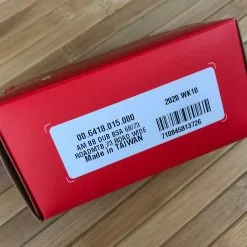 00.6418.015.000
AM BB DUB BSA 68/73
ROADMTB,73 ROAD WIDE
Made in TAIWAN
2020 WK10
710845813726